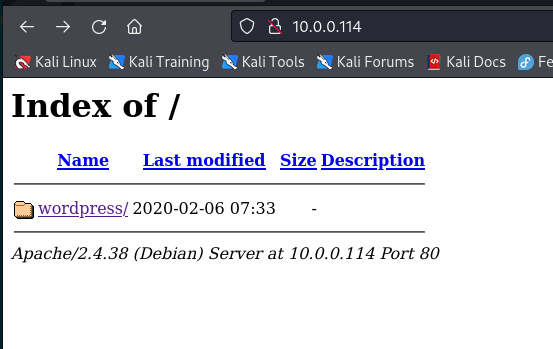 10.0.0.114
Kali Linux Kali Training Kali Tools Kali Forums Kali Docs Fe
Index of /
Name Last modified Size Description
wordpress/ 2020-02-06 07:33 -
Apache/2.4.38 (Debian) Server at 10.0.0.114 Port 80